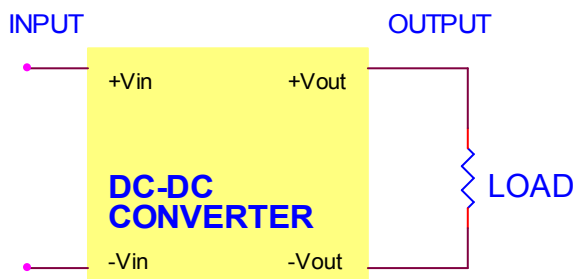 INPUT OUTPUT
+Vin +Vout
DC-DC
CONVERTER
LOAD
-Vin -Vout